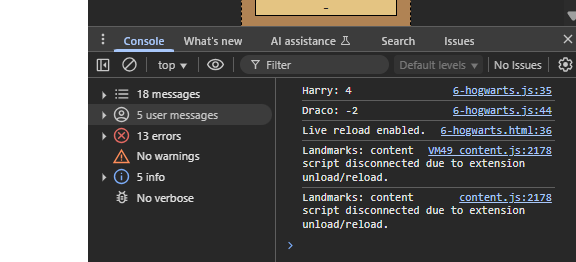 Console What's new AI assistance Search Issues
top Filter Default levels No Issues
18 messages
5 user messages
13 errors
No warnings
5 info
No verbose
Harry: 4 6-hogwarts.js:35
Draco: -2 6-hogwarts.js:44
Live reload enabled. 6-hogwarts.html:36
Landmarks: content VM49 content.js:2178
script disconnected due to extension
unload/reload.
Landmarks: content content.js:2178
script disconnected due to extension
unload/reload.